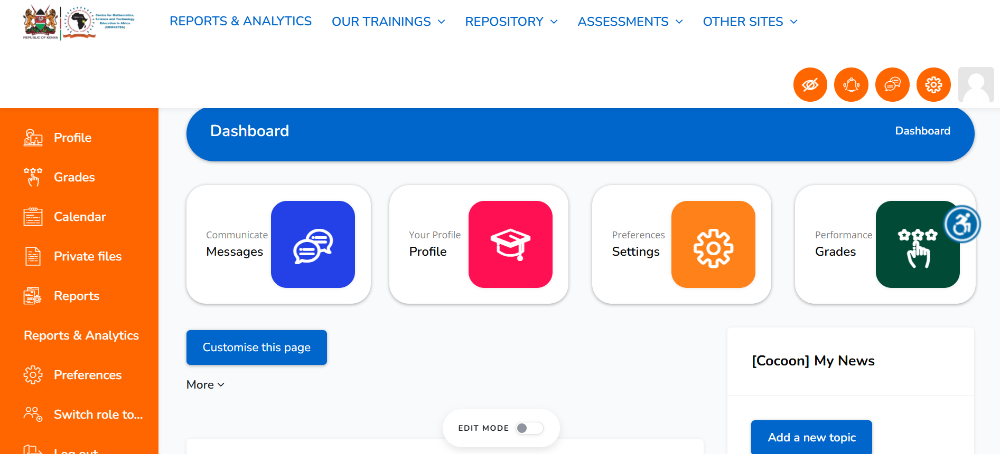 REPUBLIC OF KENYA
CEMASTEA
Centre for Mathematics,
Science and Technology
Education in Africa
(CEMASTEA)
REPORTS & ANALYTICS
OUR TRAININGS
REPOSITORY
ASSESSMENTS
OTHER SITES
Profile
Grades
Calendar
Private files
Reports
Reports & Analytics
Preferences
Switch role to...
Log out
Dashboard
Dashboard
Communicate
Messages
Your Profile
Profile
Preferences
Settings
Performance
Grades
Customise this page
More
[Cocoon] My News
Add a new topic
EDIT MODE